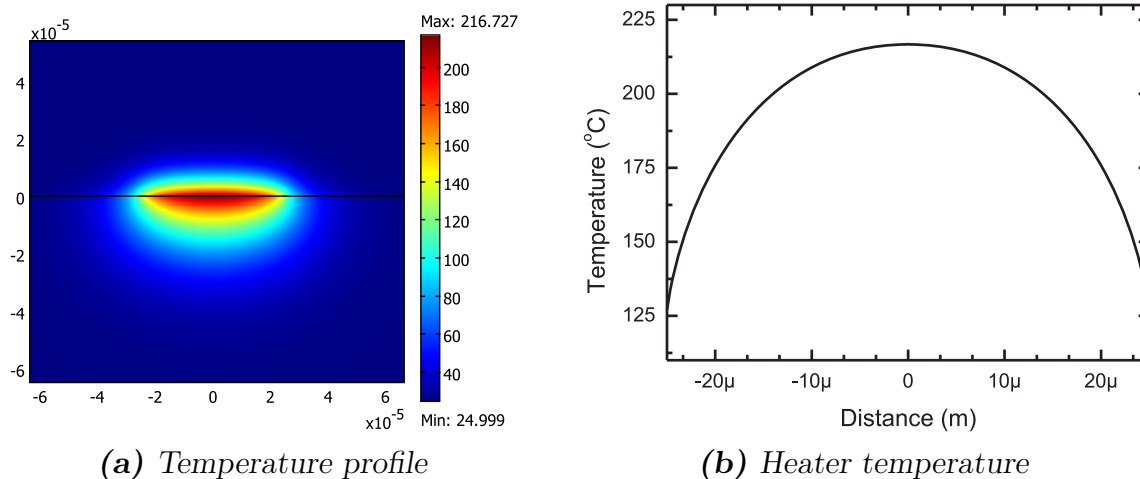 Max: 216.727
x10-5
4
2
0
-2
-4
-6
-6
-4
-2
0
2
4
6
x10-5
200
180
160
140
120
100
80
60
40
Min: 24.999
(a) Temperature profile
Temperature (°C)
225
200
175
150
125
-20µ
-10µ
0
10µ
20µ
Distance (m)
(b) Heater temperature